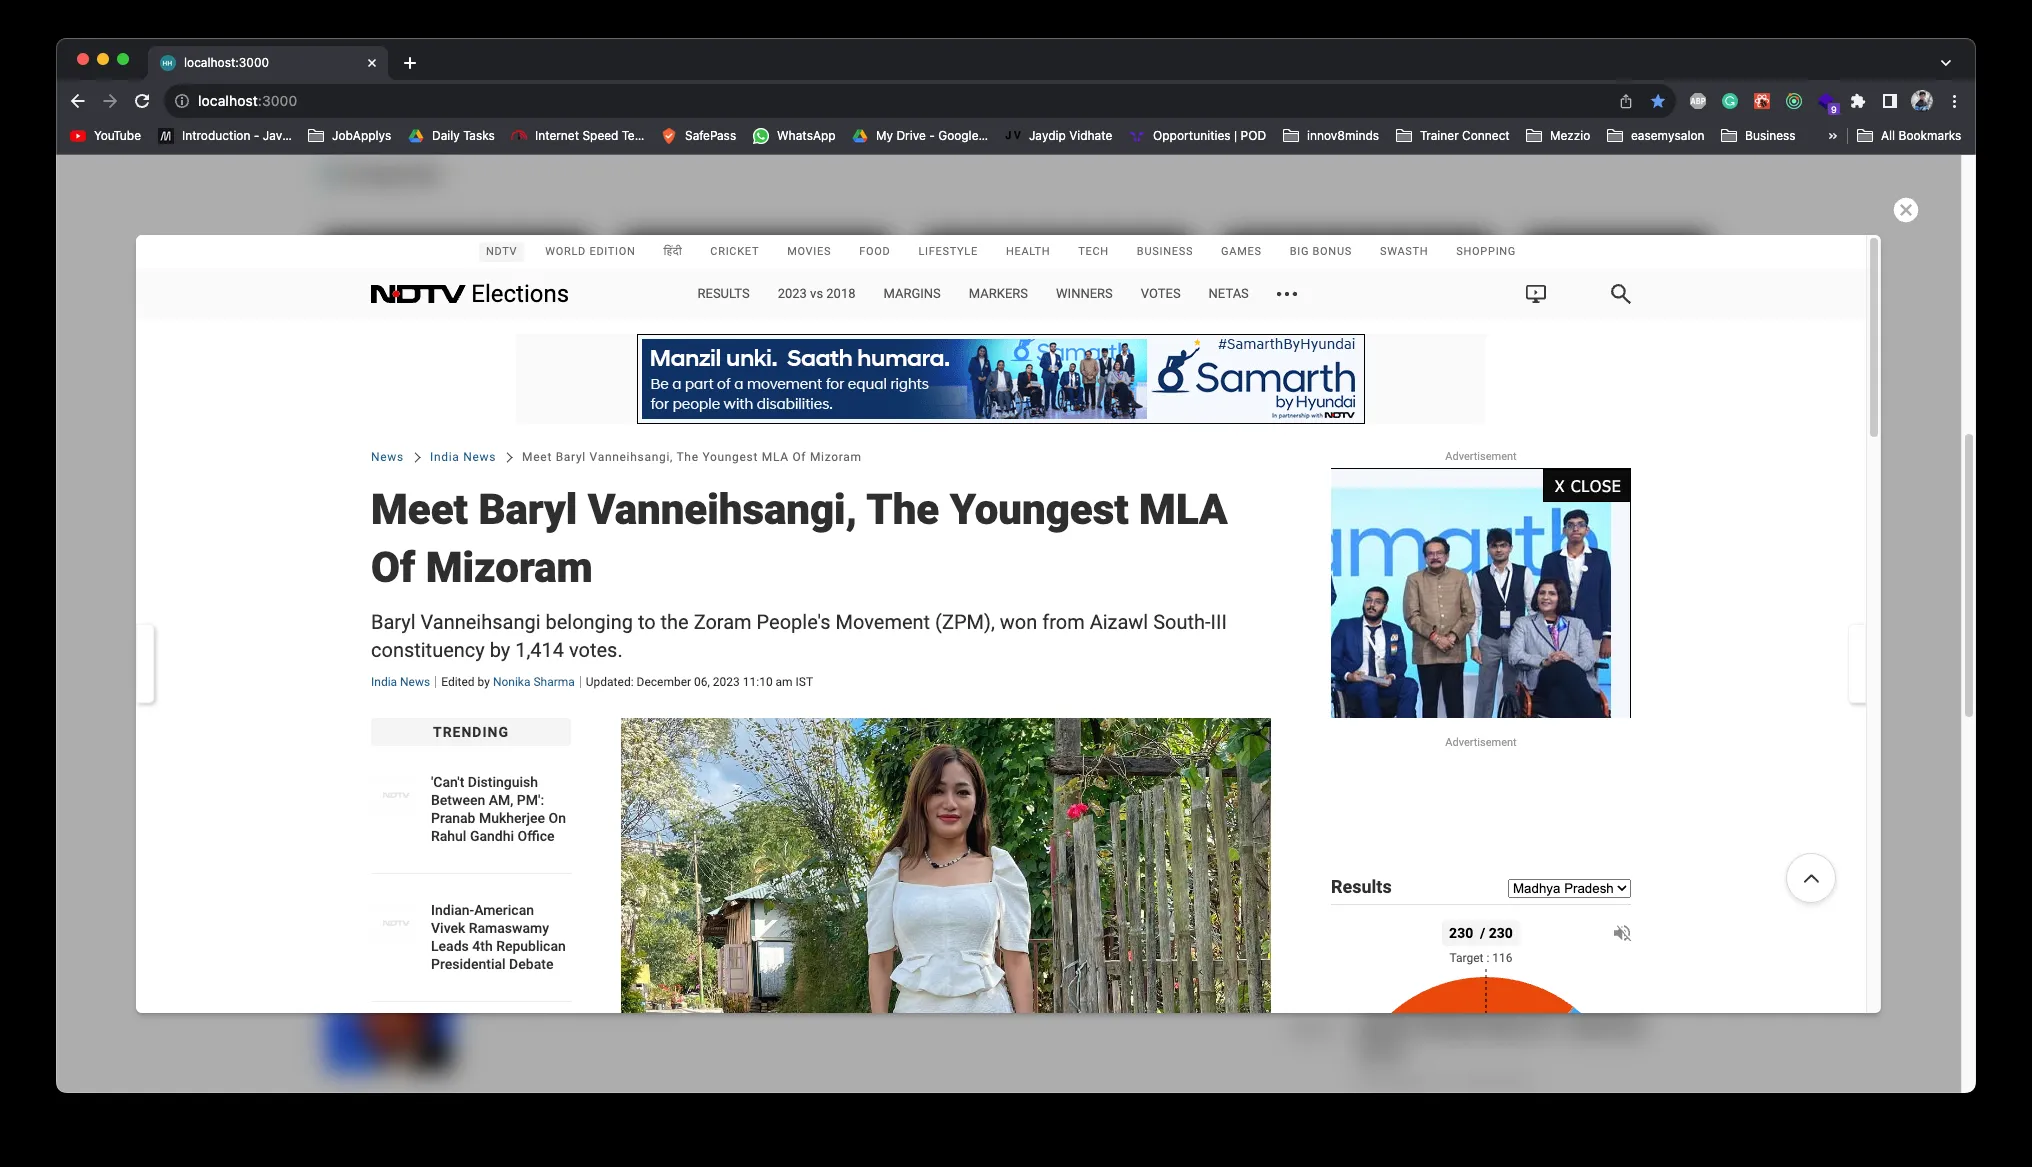 HH localhost:3000
localhost:3000
ABP
9
YouTube
Introduction - Jav...
JobApplys
Daily Tasks
Internet Speed Te...
SafePass
WhatsApp
My Drive - Google...
JV Jaydip Vidhate
Opportunities | POD
innov8minds
Trainer Connect
Mezzio
easemysalon
Business
»
All Bookmarks
NDTV WORLD EDITION हिंदी CRICKET MOVIES FOOD LIFESTYLE HEALTH TECH BUSINESS GAMES BIG BONUS SWASTH SHOPPING
NDTV Elections
RESULTS 2023 vs 2018 MARGINS MARKERS WINNERS VOTES NETAS •••
Manzil unki. Saath humara.
Be a part of a movement for equal rights
for people with disabilities.
Samarth
#SamarthByHyundai
Samarth
by Hyundai
In partnership with NDTV
News > India News > Meet Baryl Vanneihsangi, The Youngest MLA Of Mizoram
Meet Baryl Vanneihsangi, The Youngest MLA
Of Mizoram
Baryl Vanneihsangi belonging to the Zoram People's Movement (ZPM), won from Aizawl South-III
constituency by 1,414 votes.
India News | Edited by Nonika Sharma | Updated: December 06, 2023 11:10 am IST
TRENDING
NDTV
'Can't Distinguish
Between AM, PM':
Pranab Mukherjee On
Rahul Gandhi Office
NDTV
Indian-American
Vivek Ramaswamy
Leads 4th Republican
Presidential Debate
Advertisement
X CLOSE
amarth
Advertisement
Results
Madhya Pradesh
230 / 230
Target : 116